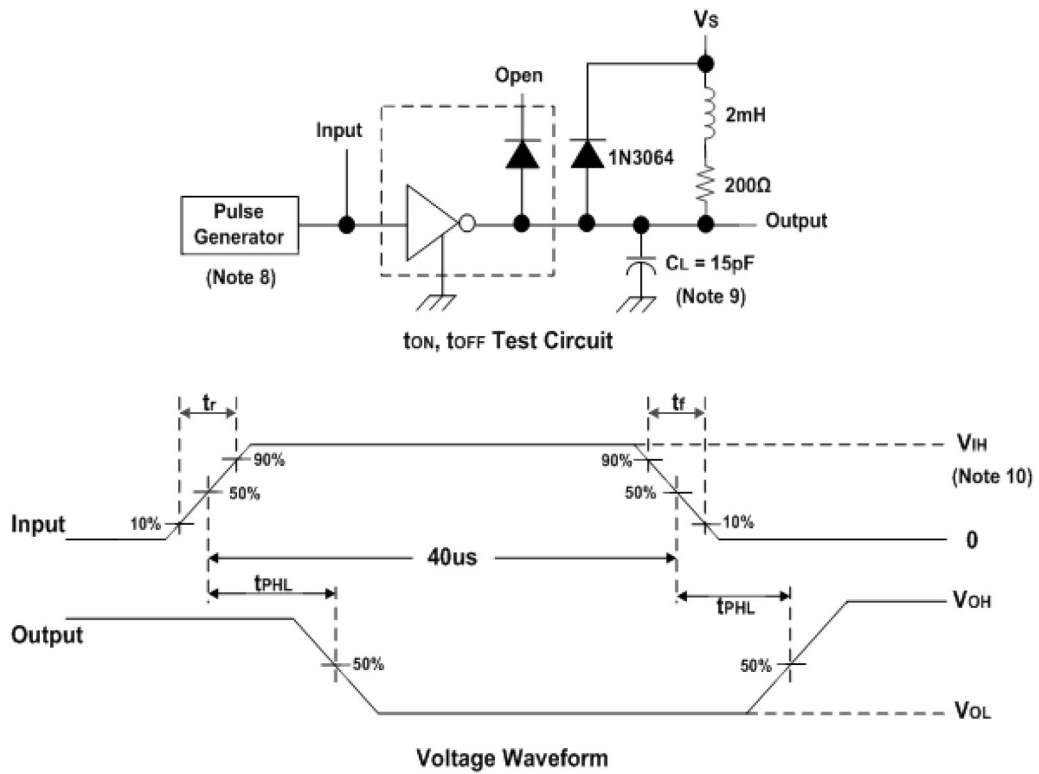 Vs
Open
2mH
Input
1N3064
200Ω
Pulse
Generator
Output
(Note 8)
CL = 15pF
(Note 9)
tON, tOFF Test Circuit
tr
tf
90%
90%
VIH
50%
50%
(Note 10)
Input
10%
10%
0
40us
tPHL
tPHL
VOH
Output
50%
50%
VOL
Voltage Waveform